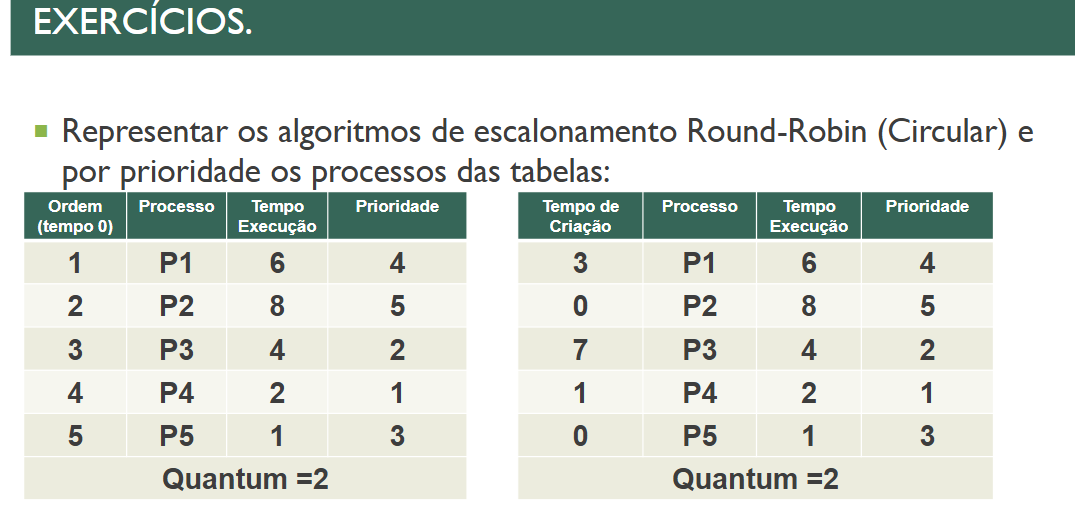 EXERCÍCIOS.
Representar os algoritmos de escalonamento Round-Robin (Circular) e
por prioridade os processos das tabelas:
Ordem (tempo 0) Processo Tempo Execução Prioridade
1 P1 6 4
2 P2 8 5
3 P3 4 2
4 P4 2 1
5 P5 1 3
Quantum =2
Tempo de Criação Processo Tempo Execução Prioridade
3 P1 6 4
0 P2 8 5
7 P3 4 2
1 P4 2 1
0 P5 1 3
Quantum =2